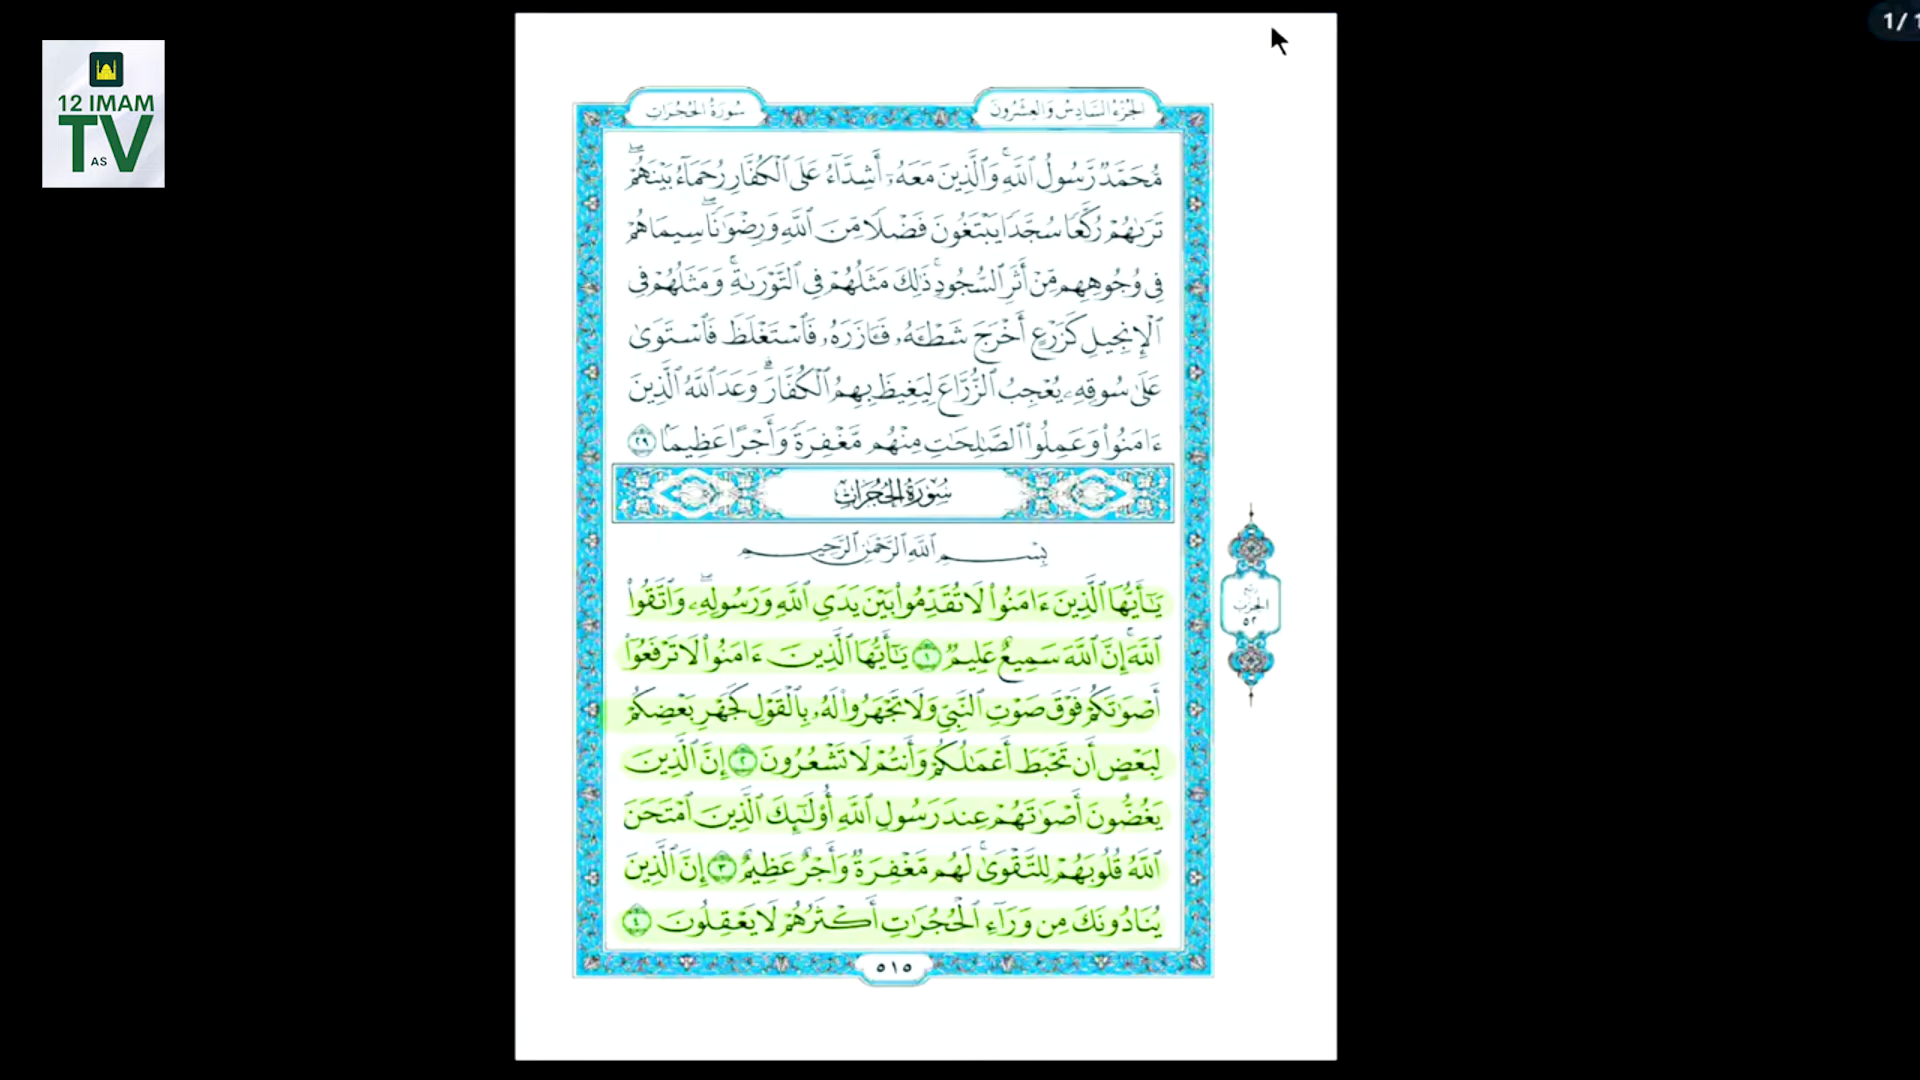 1/1
12 IMAM
TV
AS
الجُزْءُ السَّادِسُ وَالعِشْرُونَ
سُورَةُ الحُجُرَاتِ
مُّحَمَّدٌ رَّسُولُ ٱللَّهِۚ وَٱلَّذِينَ مَعَهُۥٓ أَشِدَّآءُ عَلَى ٱلْكُفَّارِ رُحَمَآءُ بَيْنَهُمْۖ
تَرَىٰهُمْ رُكَّعًا سُجَّدًا يَبْتَغُونَ فَضْلًا مِّنَ ٱللَّهِ وَرِضْوَٰنًاۖ سِيمَاهُمْ
فِى وُجُوهِهِم مِّنْ أَثَرِ ٱلسُّجُودِۚ ذَٰلِكَ مَثَلُهُمْ فِى ٱلتَّوْرَىٰةِۚ وَمَثَلُهُمْ فِى
ٱلْإِنجِيلِ كَزَرْعٍ أَخْرَجَ شَطْـَٔهُۥ فَـَٔازَرَهُۥ فَٱسْتَغْلَظَ فَٱسْتَوَىٰ
عَلَىٰ سُوقِهِۦ يُعْجِبُ ٱلزُّرَّاعَ لِيَغِيظَ بِهِمُ ٱلْكُفَّارَۗ وَعَدَ ٱللَّهُ ٱلَّذِينَ
ءَامَنُوا۟ وَعَمِلُوا۟ ٱلصَّٰلِحَٰتِ مِنْهُم مَّغْفِرَةً وَأَجْرًا عَظِيمًۢا ٢٩
سُورَةُ الحُجُرَاتِ
بِسْمِ ٱللَّهِ ٱلرَّحْمَٰنِ ٱلرَّحِيمِ
يَٰٓأَيُّهَا ٱلَّذِينَ ءَامَنُوا۟ لَا تُقَدِّمُوا۟ بَيْنَ يَدَىِ ٱللَّهِ وَرَسُولِهِۦۖ وَٱتَّقُوا۟
ٱللَّهَۚ إِنَّ ٱللَّهَ سَمِيعٌ عَلِيمٌ ١ يَٰٓأَيُّهَا ٱلَّذِينَ ءَامَنُوا۟ لَا تَرْفَعُوٓا۟
أَصْوَٰتَكُمْ فَوْقَ صَوْتِ ٱلنَّبِىِّ وَلَا تَجْهَرُوا۟ لَهُۥ بِٱلْقَوْلِ كَجَهْرِ بَعْضِكُمْ
لِبَعْضٍ أَن تَحْبَطَ أَعْمَٰلُكُمْ وَأَنتُمْ لَا تَشْعُرُونَ ٢ إِنَّ ٱلَّذِينَ
يَغُضُّونَ أَصْوَٰتَهُمْ عِندَ رَسُولِ ٱللَّهِ أُو۟لَٰٓئِكَ ٱلَّذِينَ ٱمْتَحَنَ
ٱللَّهُ قُلُوبَهُمْ لِلتَّقْوَىٰۚ لَهُم مَّغْفِرَةٌ وَأَجْرٌ عَظِيمٌ ٣ إِنَّ ٱلَّذِينَ
يُنَادُونَكَ مِن وَرَآءِ ٱلْحُجُرَٰتِ أَكْثَرُهُمْ لَا يَعْقِلُونَ ٤
الحزب
٥٢
٥١٥